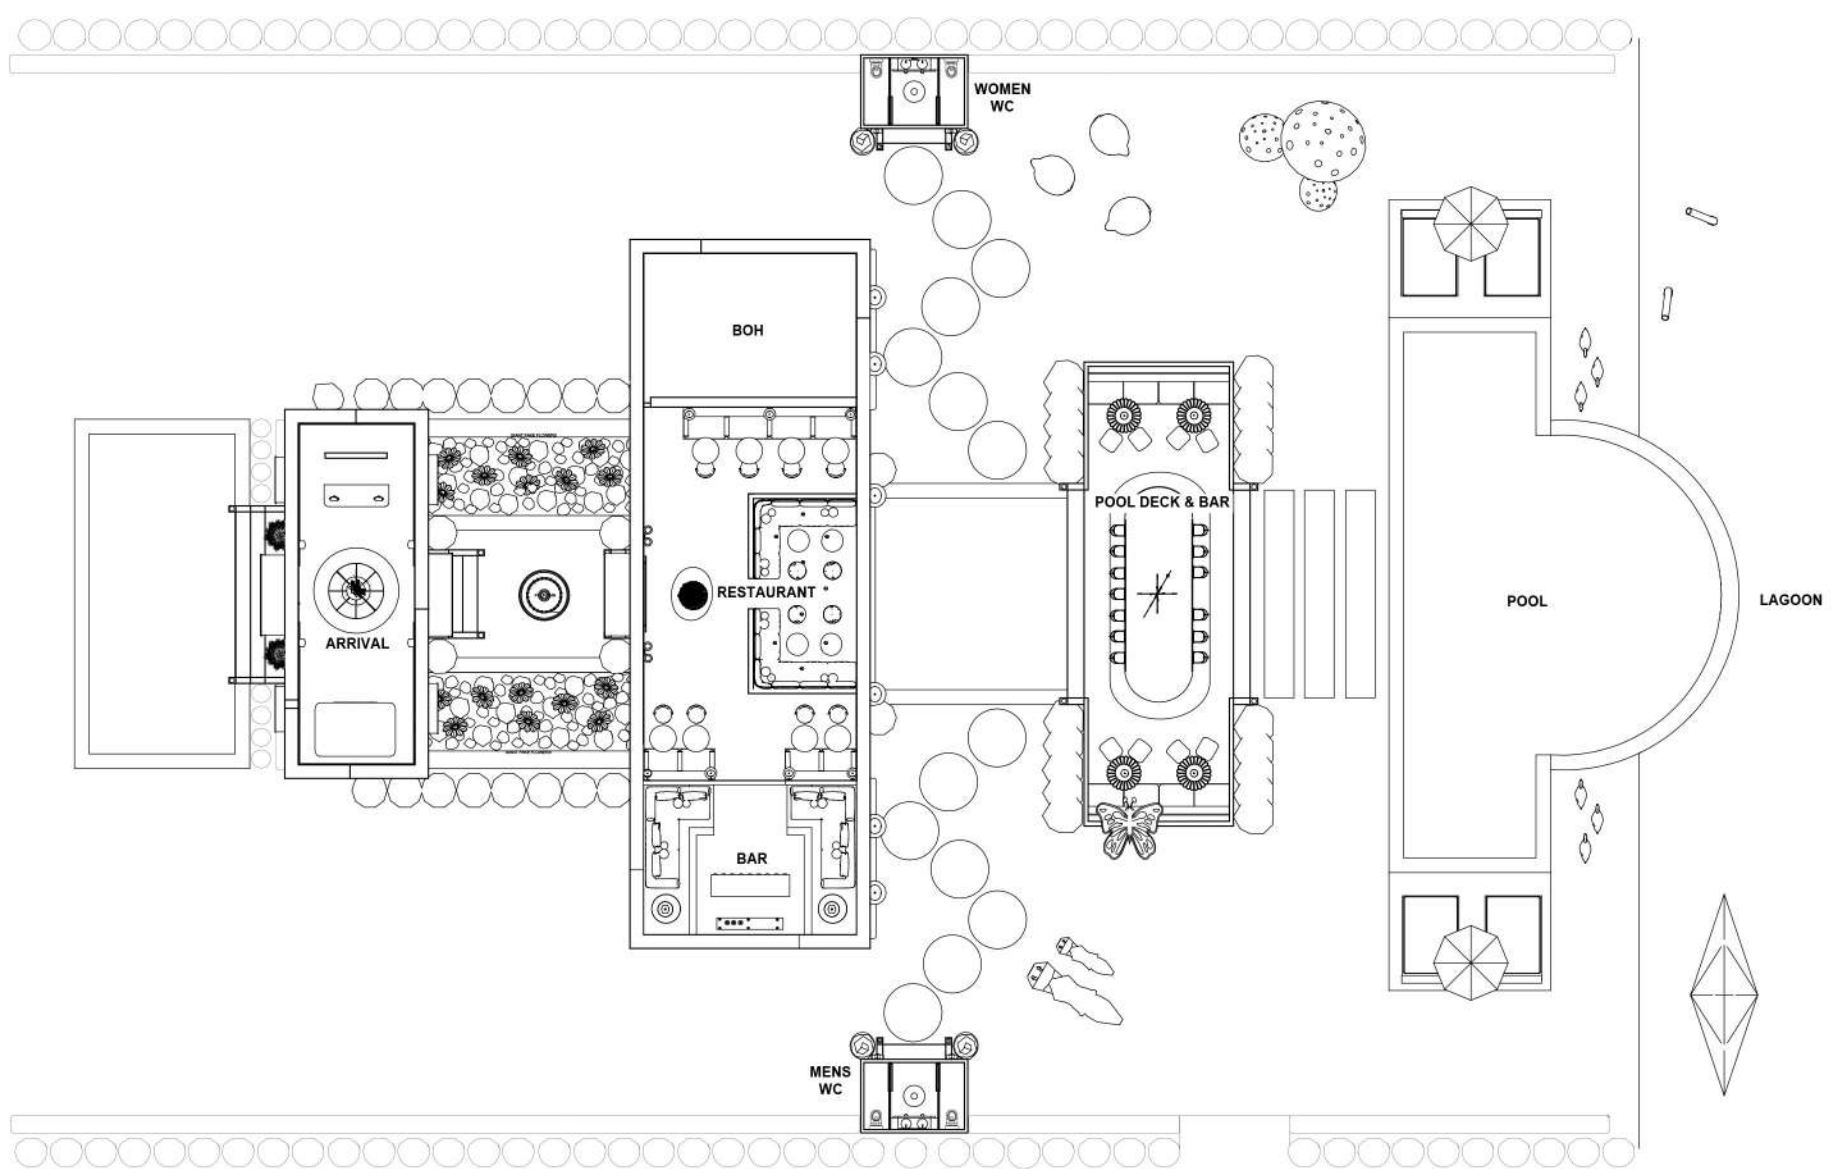 WOMEN
WC
BOH
POOL DECK & BAR
RESTAURANT
POOL
LAGOON
ARRIVAL
BAR
MENS
WC